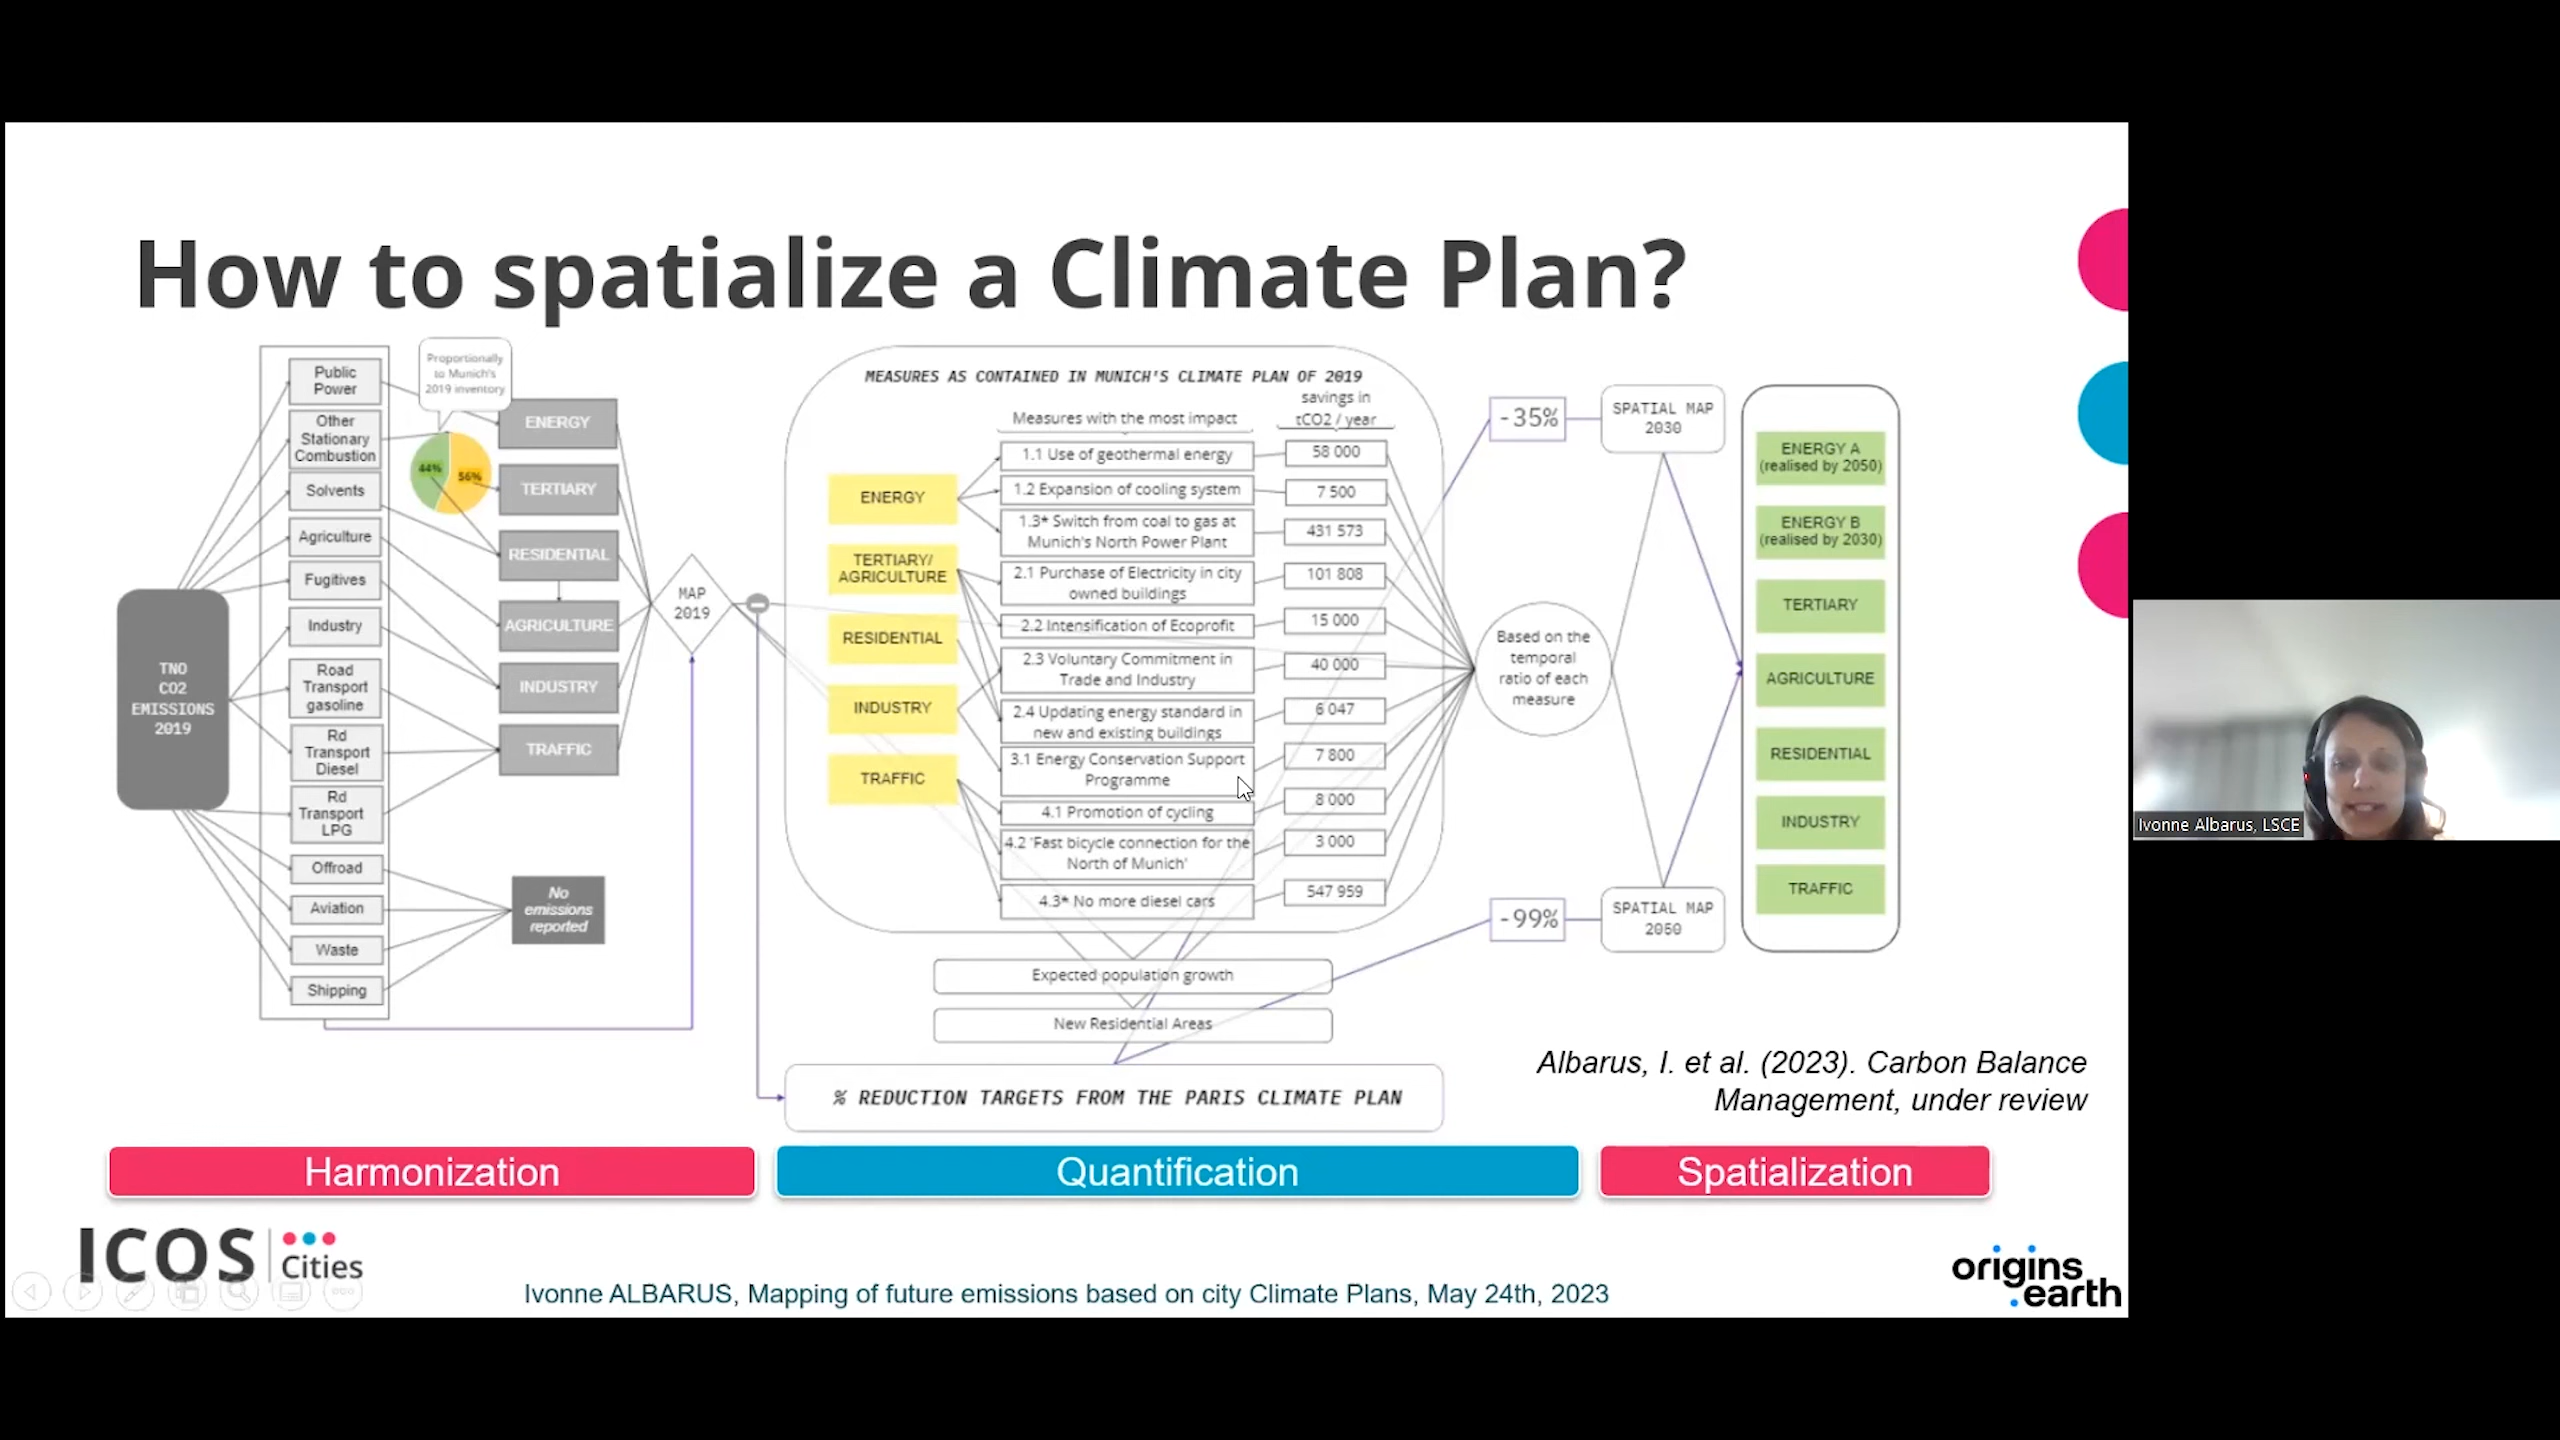 How to spatialize a Climate Plan?
TNO
CO2
EMISSIONS
2019
Public
Power
Other
Stationary
Combustion
Solvents
Agriculture
Fugitives
Industry
Road
Transport
gasoline
Rd
Transport
Diesel
Rd
Transport
LPG
Offroad
Aviation
Waste
Shipping
Proportionally
to Munich's
2019 inventory
44%
56%
ENERGY
TERTIARY
RESIDENTIAL
AGRICULTURE
INDUSTRY
TRAFFIC
No
emissions
reported
MAP
2019
MEASURES AS CONTAINED IN MUNICH'S CLIMATE PLAN OF 2019
Measures with the most impact
savings in
tCO2 / year
ENERGY
TERTIARY/
AGRICULTURE
RESIDENTIAL
INDUSTRY
TRAFFIC
1.1 Use of geothermal energy
58 000
1.2 Expansion of cooling system
7 500
1.3* Switch from coal to gas at
Munich's North Power Plant
431 573
2.1 Purchase of Electricity in city
owned buildings
101 808
2.2 Intensification of Ecoprofit
15 000
2.3 Voluntary Commitment in
Trade and Industry
40 000
2.4 Updating energy standard in
new and existing buildings
6 047
3.1 Energy Conservation Support
Programme
7 800
4.1 Promotion of cycling
8 000
4.2 'Fast bicycle connection for the
North of Munich'
3 000
4.3* No more diesel cars
547 959
Expected population growth
New Residential Areas
% REDUCTION TARGETS FROM THE PARIS CLIMATE PLAN
Based on the
temporal
ratio of each
measure
-35%
SPATIAL MAP
2030
-99%
SPATIAL MAP
2050
ENERGY A
(realised by 2050)
ENERGY B
(realised by 2030)
TERTIARY
AGRICULTURE
RESIDENTIAL
INDUSTRY
TRAFFIC
Albarus, I. et al. (2023). Carbon Balance
Management, under review
Harmonization
Quantification
Spatialization
ICOS
Cities
Ivonne ALBARUS, Mapping of future emissions based on city Climate Plans, May 24th, 2023
origins
.earth
Ivonne Albarus, LSCE